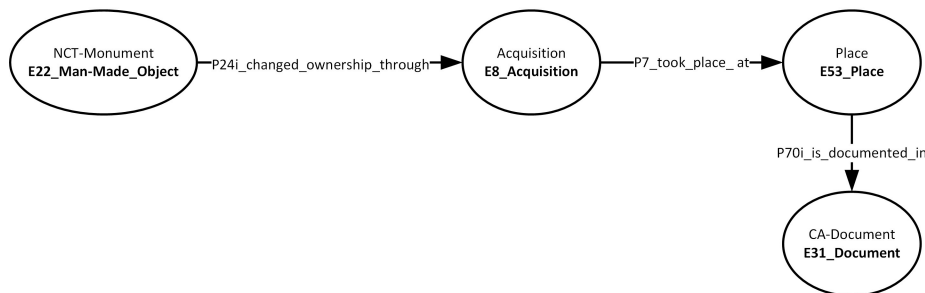 NCT-Monument
E22_Man-Made_Object
P24i_changed_ownership_through
Acquisition
E8_Acquisition
P7_took_place_ at
Place
E53_Place
P70i_is_documented_in
CA-Document
E31_Document